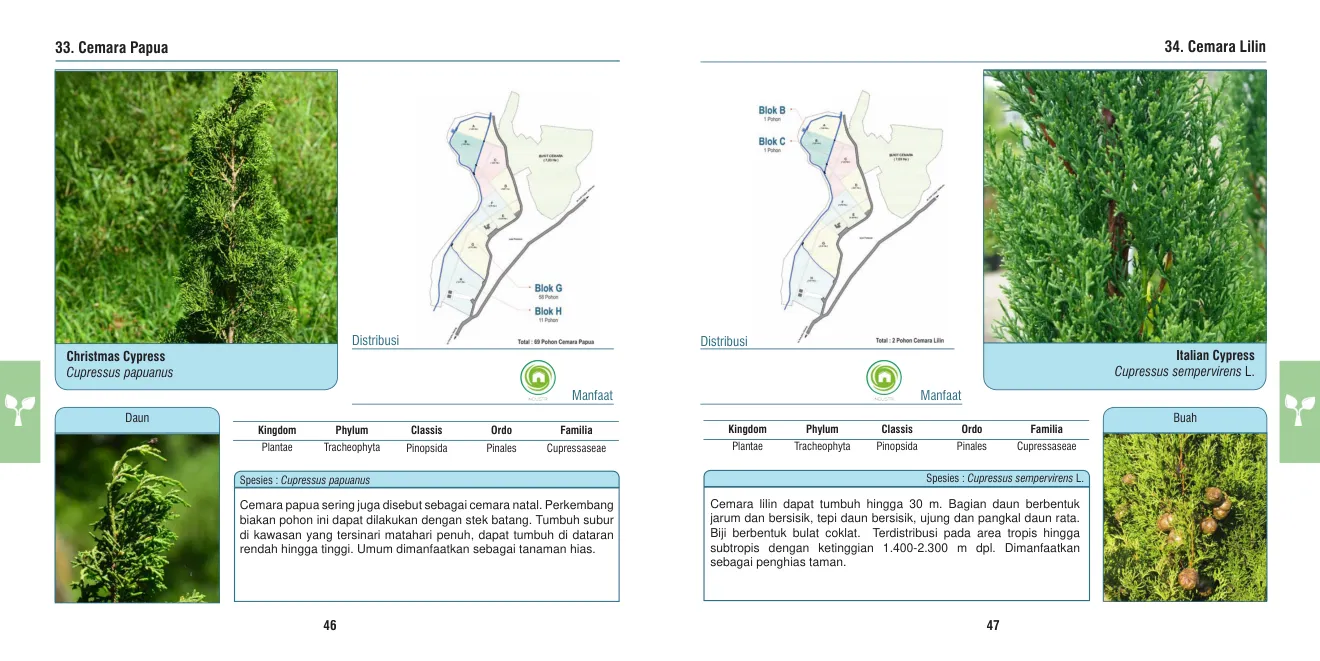 33. Cemara Papua
BUKIT CEMARA
Blok G
Blok H
11 Pohon
Distribusi
Total : 69 Pohon Cemara Papua
Christmas Cypress
Cupressus papuanus
Manfaat
Daun
Kingdom Phylum Classis Ordo Familia
Plantae Tracheophyta Pinopsida Pinales Cupressaseae
Spesies : Cupressus papuanus
Cemara papua sering juga disebut sebagai cemara natal. Perkembang
biakan pohon ini dapat dilakukan dengan stek batang. Tumbuh subur
di kawasan yang tersinari matahari penuh, dapat tumbuh di dataran
rendah hingga tinggi. Umum dimanfaatkan sebagai tanaman hias.
46
34. Cemara Lilin
Blok B
1 Pohon
Blok C
1 Pohon
BUKIT CEMARA
Distribusi
Total : 2 Pohon Cemara Lilin
Italian Cypress
Cupressus sempervirens L.
Manfaat
Buah
Kingdom Phylum Classis Ordo Familia
Plantae Tracheophyta Pinopsida Pinales Cupressaseae
Spesies : Cupressus sempervirens L.
Cemara lilin dapat tumbuh hingga 30 m. Bagian daun berbentuk
jarum dan bersisik, tepi daun bersisik, ujung dan pangkal daun rata.
Biji berbentuk bulat coklat. Terdistribusi pada area tropis hingga
subtropis dengan ketinggian 1.400-2.300 m dpl. Dimanfaatkan
sebagai penghias taman.
47